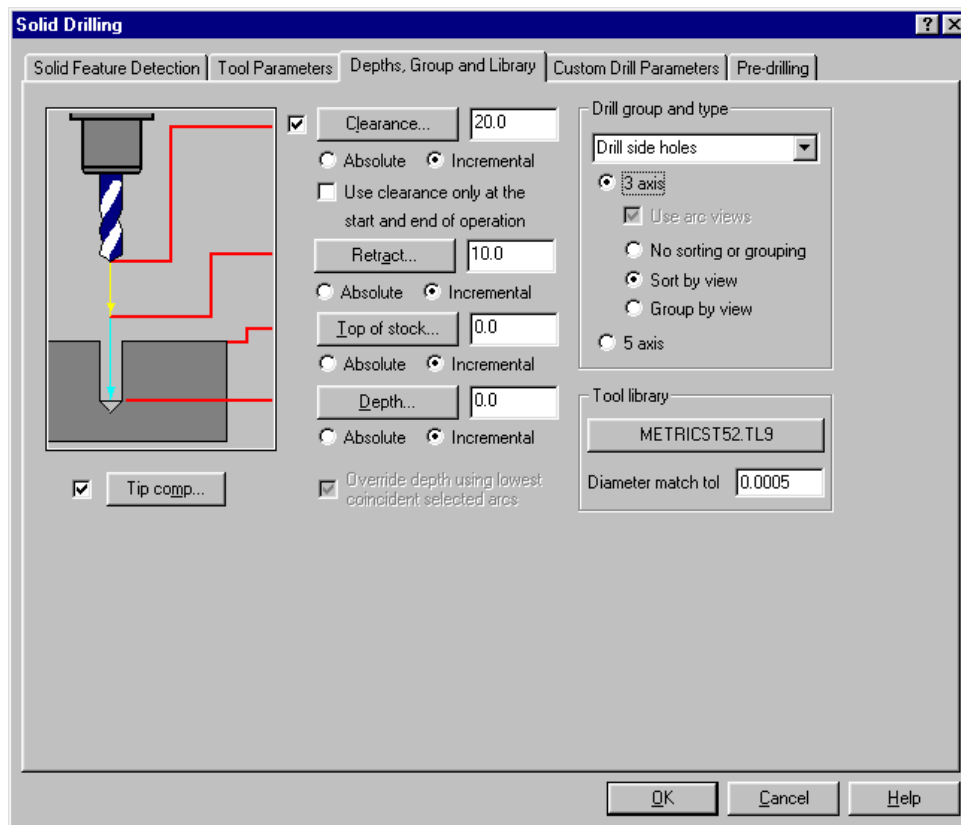 Solid Drilling
Solid Feature Detection
Tool Parameters
Depths, Group and Library
Custom Drill Parameters
Pre-drilling
Clearance...
20.0
Absolute
Incremental
Use clearance only at the
start and end of operation
Retract...
10.0
Absolute
Incremental
Top of stock...
0.0
Absolute
Incremental
Depth...
0.0
Absolute
Incremental
Tip comp...
Override depth using lowest
coincident selected arcs
Drill group and type
Drill side holes
3 axis
Use arc views
No sorting or grouping
Sort by view
Group by view
5 axis
Tool library
METRICST52.TL9
Diameter match tol
0.0005
OK
Cancel
Help